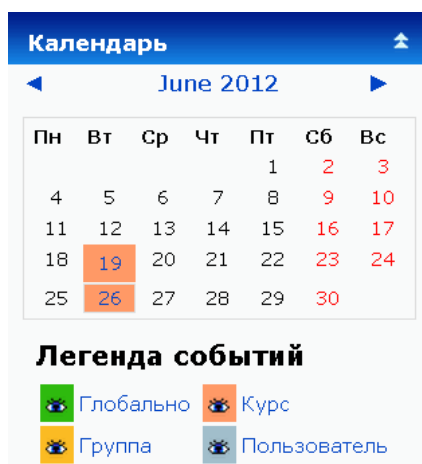 Календарь
June 2012
Пн Вт Ср Чт Пт Сб Вс
1 2 3
4 5 6 7 8 9 10
11 12 13 14 15 16 17
18 19 20 21 22 23 24
25 26 27 28 29 30
Легенда событий
Глобально Курс
Группа Пользователь